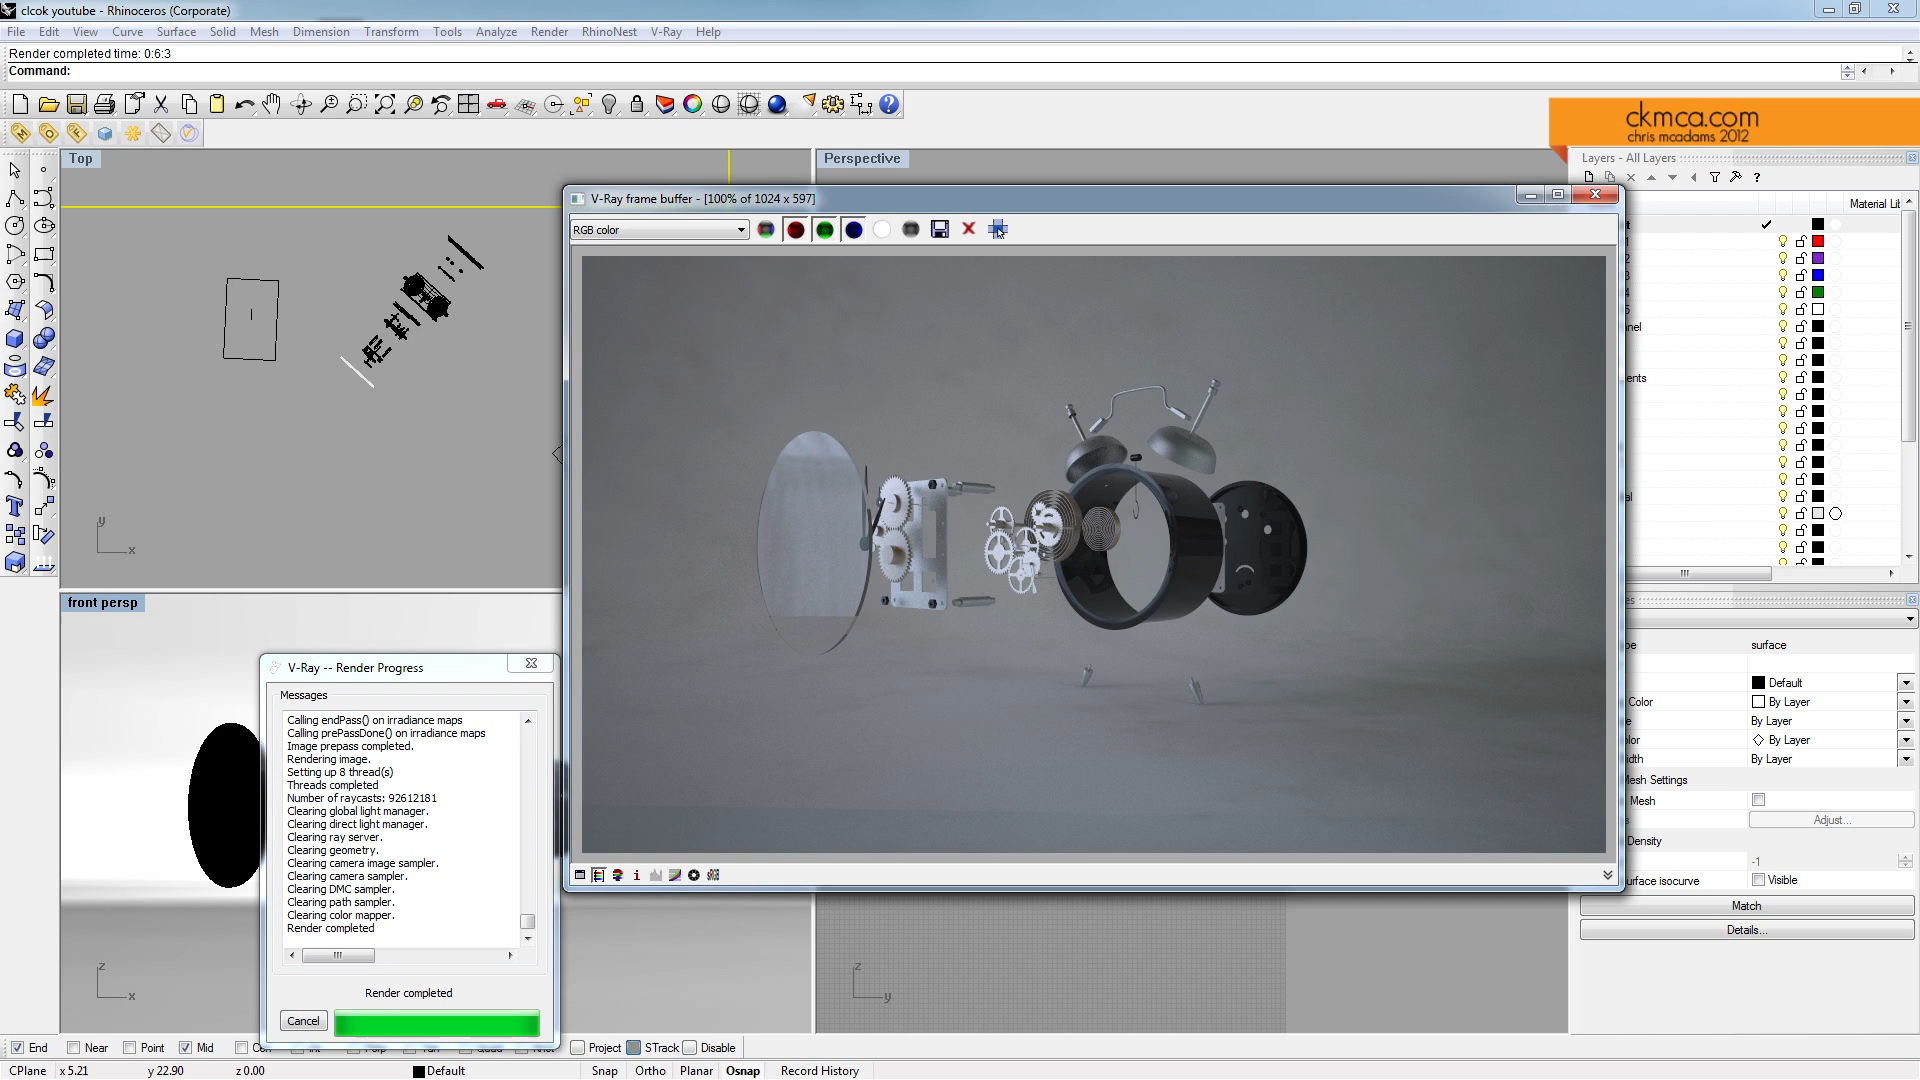 clcok youtube - Rhinoceros (Corporate)
File Edit View Curve Surface Solid Mesh Dimension Transform Tools Analyze Render RhinoNest V-Ray Help
Render completed time: 0:6:3
Command:
ckmca.com
chris mcadams 2012
Top
Perspective
Layers - All Layers
V-Ray frame buffer - [100% of 1024 x 597]
RGB color
Material Lib
y
x
front persp
V-Ray -- Render Progress
Messages
Calling endPass() on irradiance maps
Calling prePassDone() on irradiance maps
Image prepass completed.
Rendering image.
Setting up 8 thread(s)
Threads completed
Number of raycasts: 92612181
Clearing global light manager.
Clearing direct light manager.
Clearing ray server.
Clearing geometry.
Clearing camera image sampler.
Clearing camera sampler.
Clearing DMC sampler.
Clearing path sampler.
Clearing color mapper.
Render completed
Render completed
Cancel
z
x
z
y
surface
Default
Color By Layer
By Layer
By Layer
By Layer
Mesh Settings
Mesh
Adjust...
Density
-1
Visible
Match
Details...
End Near Point Mid Project STrack Disable
CPlane x 5.21 y 22.90 z 0.00 Default Snap Ortho Planar Osnap Record History